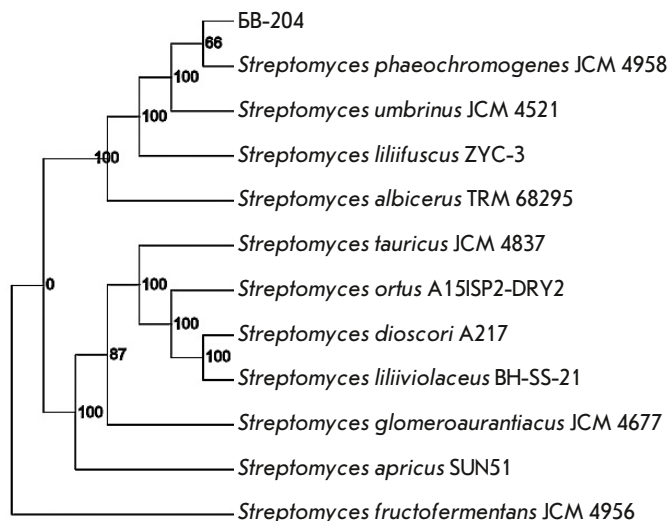 БВ-204
66
Streptomyces phaeochromogenes JCM 4958
100
Streptomyces umbrinus JCM 4521
100
Streptomyces liliifuscus ZYC-3
100
Streptomyces albicerus TRM 68295
Streptomyces tauricus JCM 4837
0
100
Streptomyces ortus A15ISP2-DRY2
100
Streptomyces dioscori A217
87
100
Streptomyces liliiviolaceus BH-SS-21
100
Streptomyces glomeroaurantiacus JCM 4677
Streptomyces apricus SUN51
Streptomyces fructofermentans JCM 4956